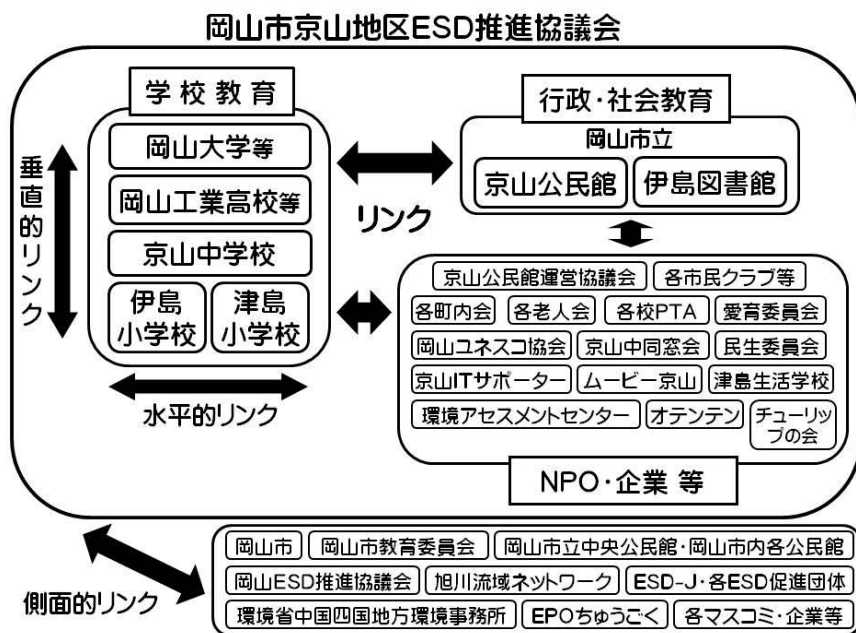 岡山市京山地区ESD推進協議会
学校教育
岡山大学等
岡山工業高校等
京山中学校
伊島
小学校
津島
小学校
垂直的リンク
水平的リンク
リンク
行政・社会教育
岡山市立
京山公民館
伊島図書館
京山公民館運営協議会
各市民クラブ等
各町内会
各老人会
各校PTA
愛育委員会
岡山ユネスコ協会
京山中同窓会
民生委員会
京山ITサポーター
ムービー京山
津島生活学校
環境アセスメントセンター
オテンテン
チューリッ
プの会
NPO・企業 等
側面的リンク
岡山市
岡山市教育委員会
岡山市立中央公民館・岡山市内各公民館
岡山ESD推進協議会
旭川流域ネットワーク
ESD-J・各ESD促進団体
環境省中国四国地方環境事務所
EPOちゅうごく
各マスコミ・企業等